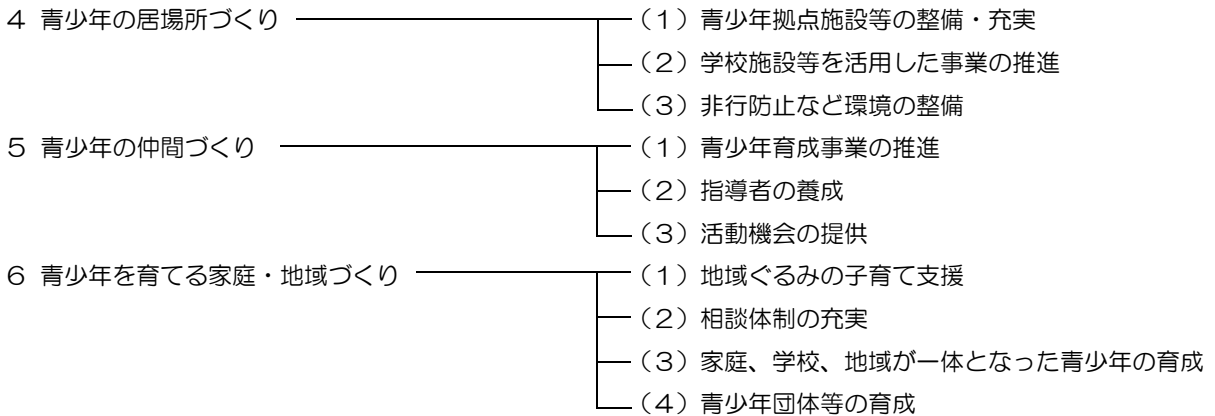 ４ 青少年の居場所づくり （１）青少年拠点施設等の整備・充実
（２）学校施設等を活用した事業の推進
（３）非行防止など環境の整備
５ 青少年の仲間づくり （１）青少年育成事業の推進
（２）指導者の養成
（３）活動機会の提供
６ 青少年を育てる家庭・地域づくり （１）地域ぐるみの子育て支援
（２）相談体制の充実
（３）家庭、学校、地域が一体となった青少年の育成
（４）青少年団体等の育成